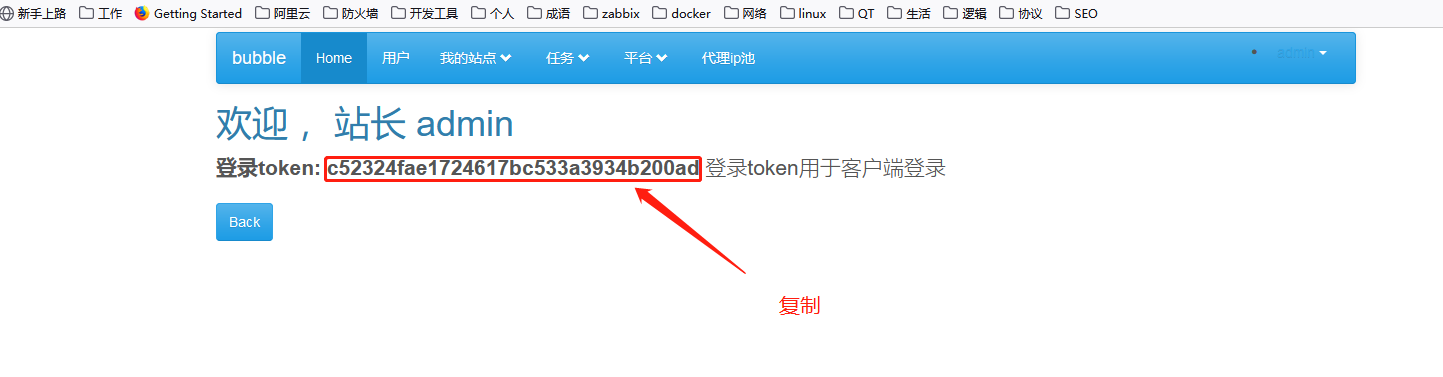 新手上路 工作 Getting Started 阿里云 防火墙 开发工具 个人 成语 zabbix docker 网络 linux QT 生活 逻辑 协议 SEO
bubble Home 用户 我的站点 任务 平台 代理ip池 admin
欢迎 ，站长 admin
登录token: c52324fae1724617bc533a3934b200ad 登录token用于客户端登录
Back
复制